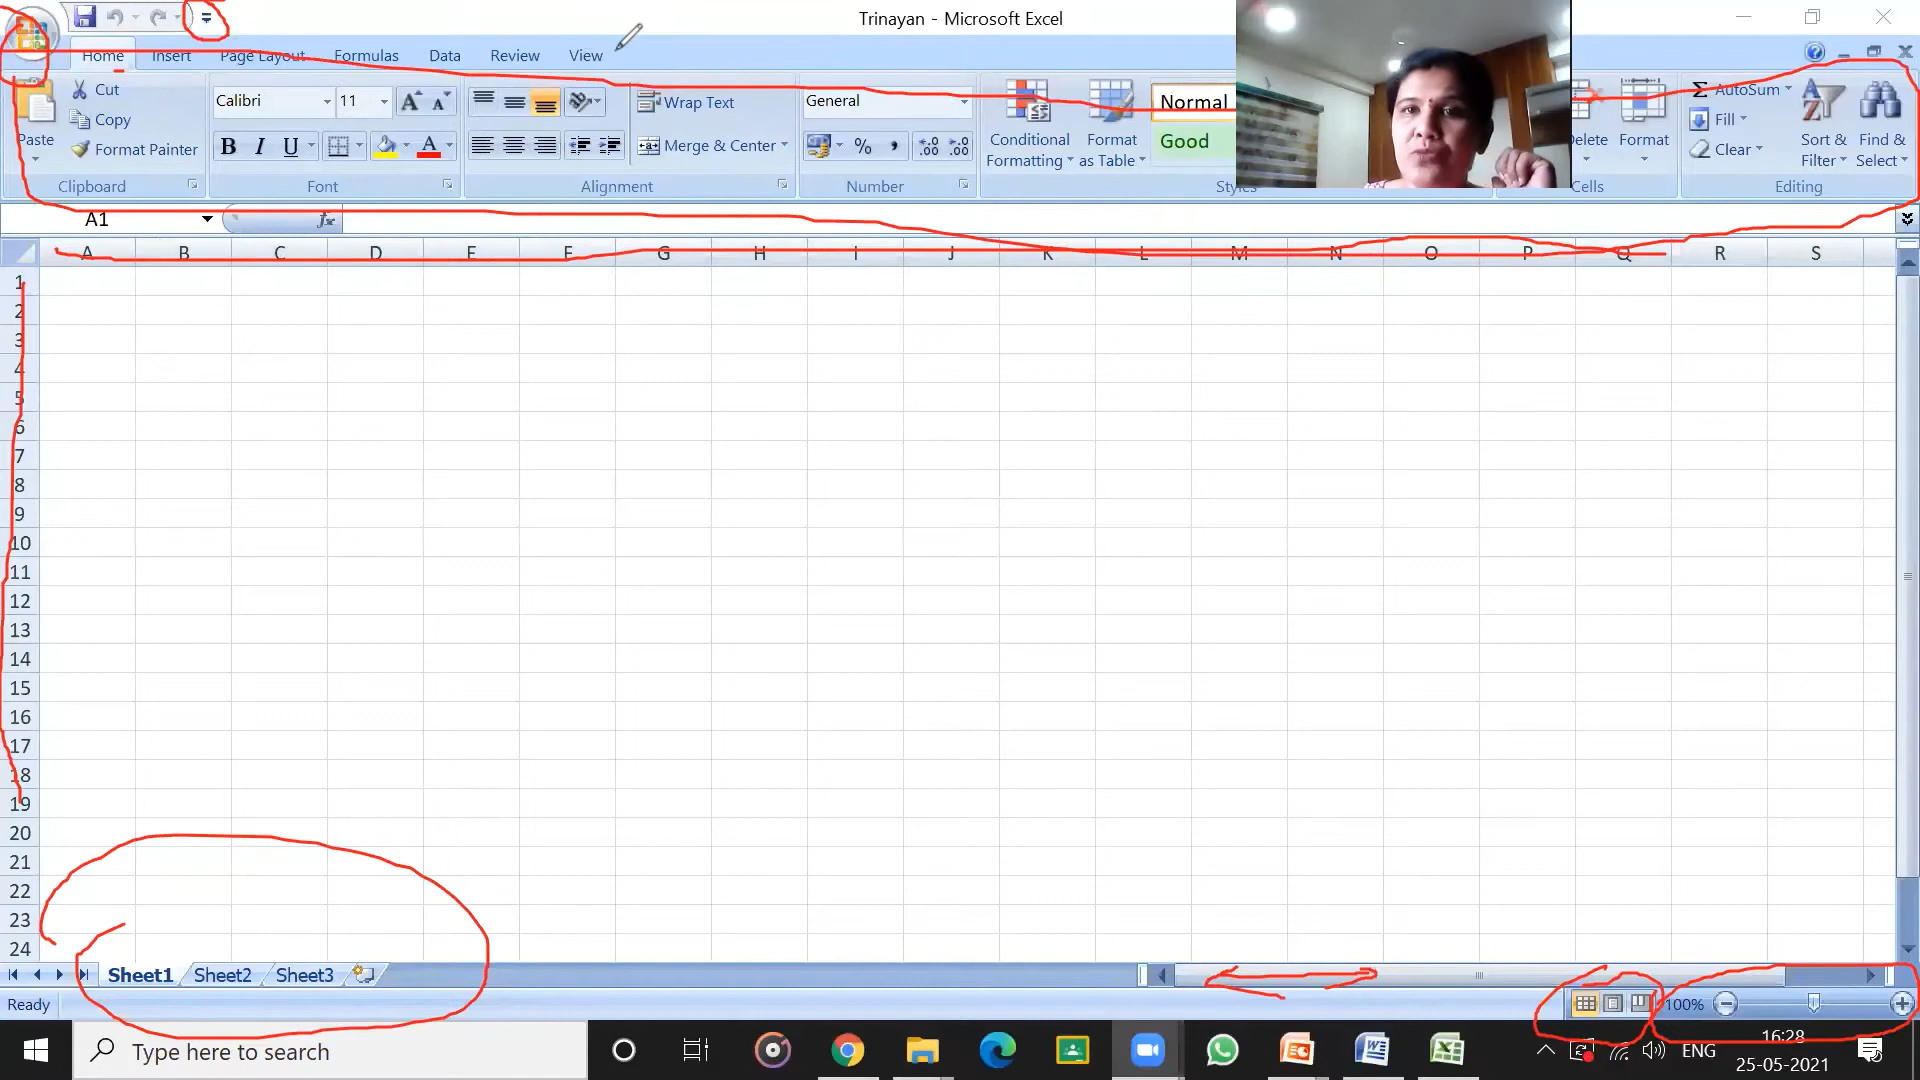 Trinayan - Microsoft Excel
Home Insert Page Layout Formulas Data Review View
Paste
Cut
Copy
Format Painter
Clipboard
Calibri 11
B I U A
Font
Wrap Text
Merge & Center
Alignment
General
%
Number
Conditional Formatting
Format as Table
Normal
Good
Styles
Delete
Format
Cells
Σ AutoSum
Fill
Clear
Sort & Filter
Find & Select
Editing
A1 fx
A B C D E F G H I J K L M N O P Q R S
1
2
3
4
5
6
7
8
9
10
11
12
13
14
15
16
17
18
19
20
21
22
23
24
Sheet1 Sheet2 Sheet3
Ready 100%
Type here to search
ENG
16:28
25-05-2021